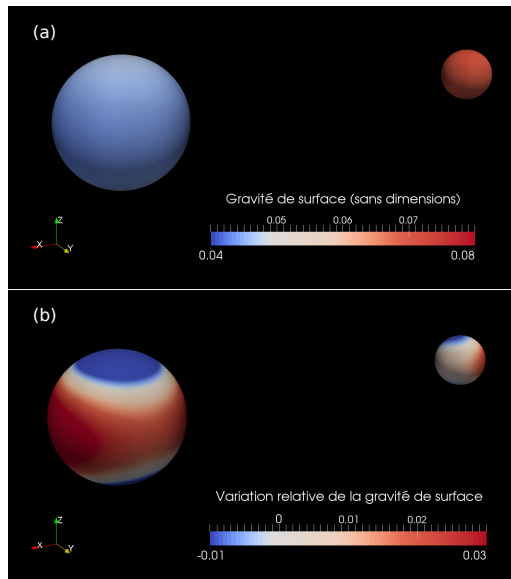 (a)
Gravité de surface (sans dimensions)
0.05 0.06 0.07
0.04 0.08
Z
X Y
(b)
Variation relative de la gravité de surface
0 0.01 0.02
-0.01 0.03
Z
X Y